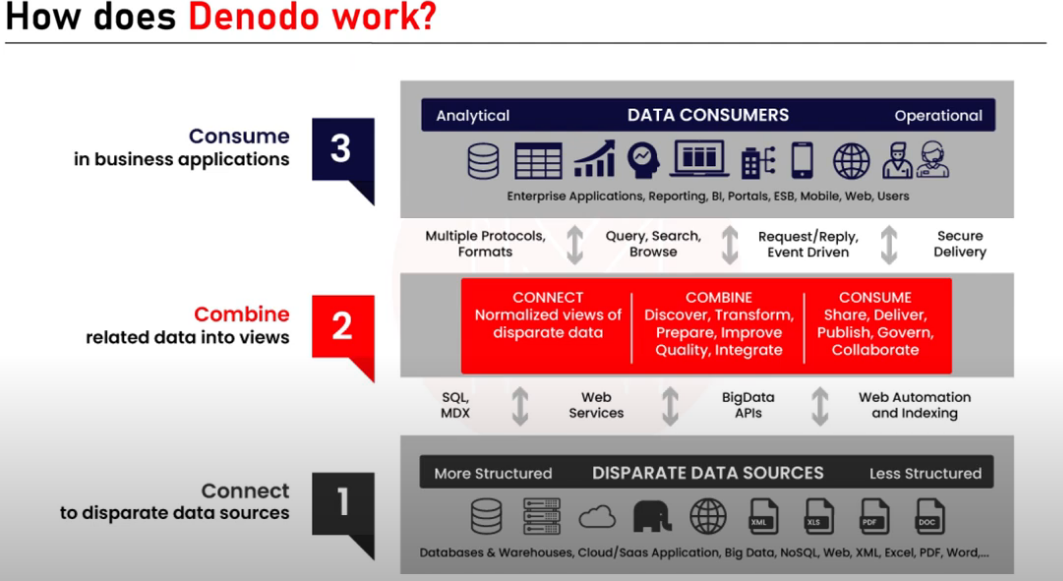 How does Denodo work?
3
Consume
in business applications
Analytical DATA CONSUMERS Operational
Enterprise Applications, Reporting, BI, Portals, ESB, Mobile, Web, Users
Multiple Protocols,
Formats
Query, Search,
Browse
Request/Reply,
Event Driven
Secure
Delivery
2
Combine
related data into views
CONNECT
Normalized views of
disparate data
COMBINE
Discover, Transform,
Prepare, Improve
Quality, Integrate
CONSUME
Share, Deliver,
Publish, Govern,
Collaborate
SQL,
MDX
Web
Services
BigData
APIs
Web Automation
and Indexing
1
Connect
to disparate data sources
More Structured DISPARATE DATA SOURCES Less Structured
XML XLS PDF DOC
Databases & Warehouses, Cloud/Saas Application, Big Data, NoSQL, Web, XML, Excel, PDF, Word,...